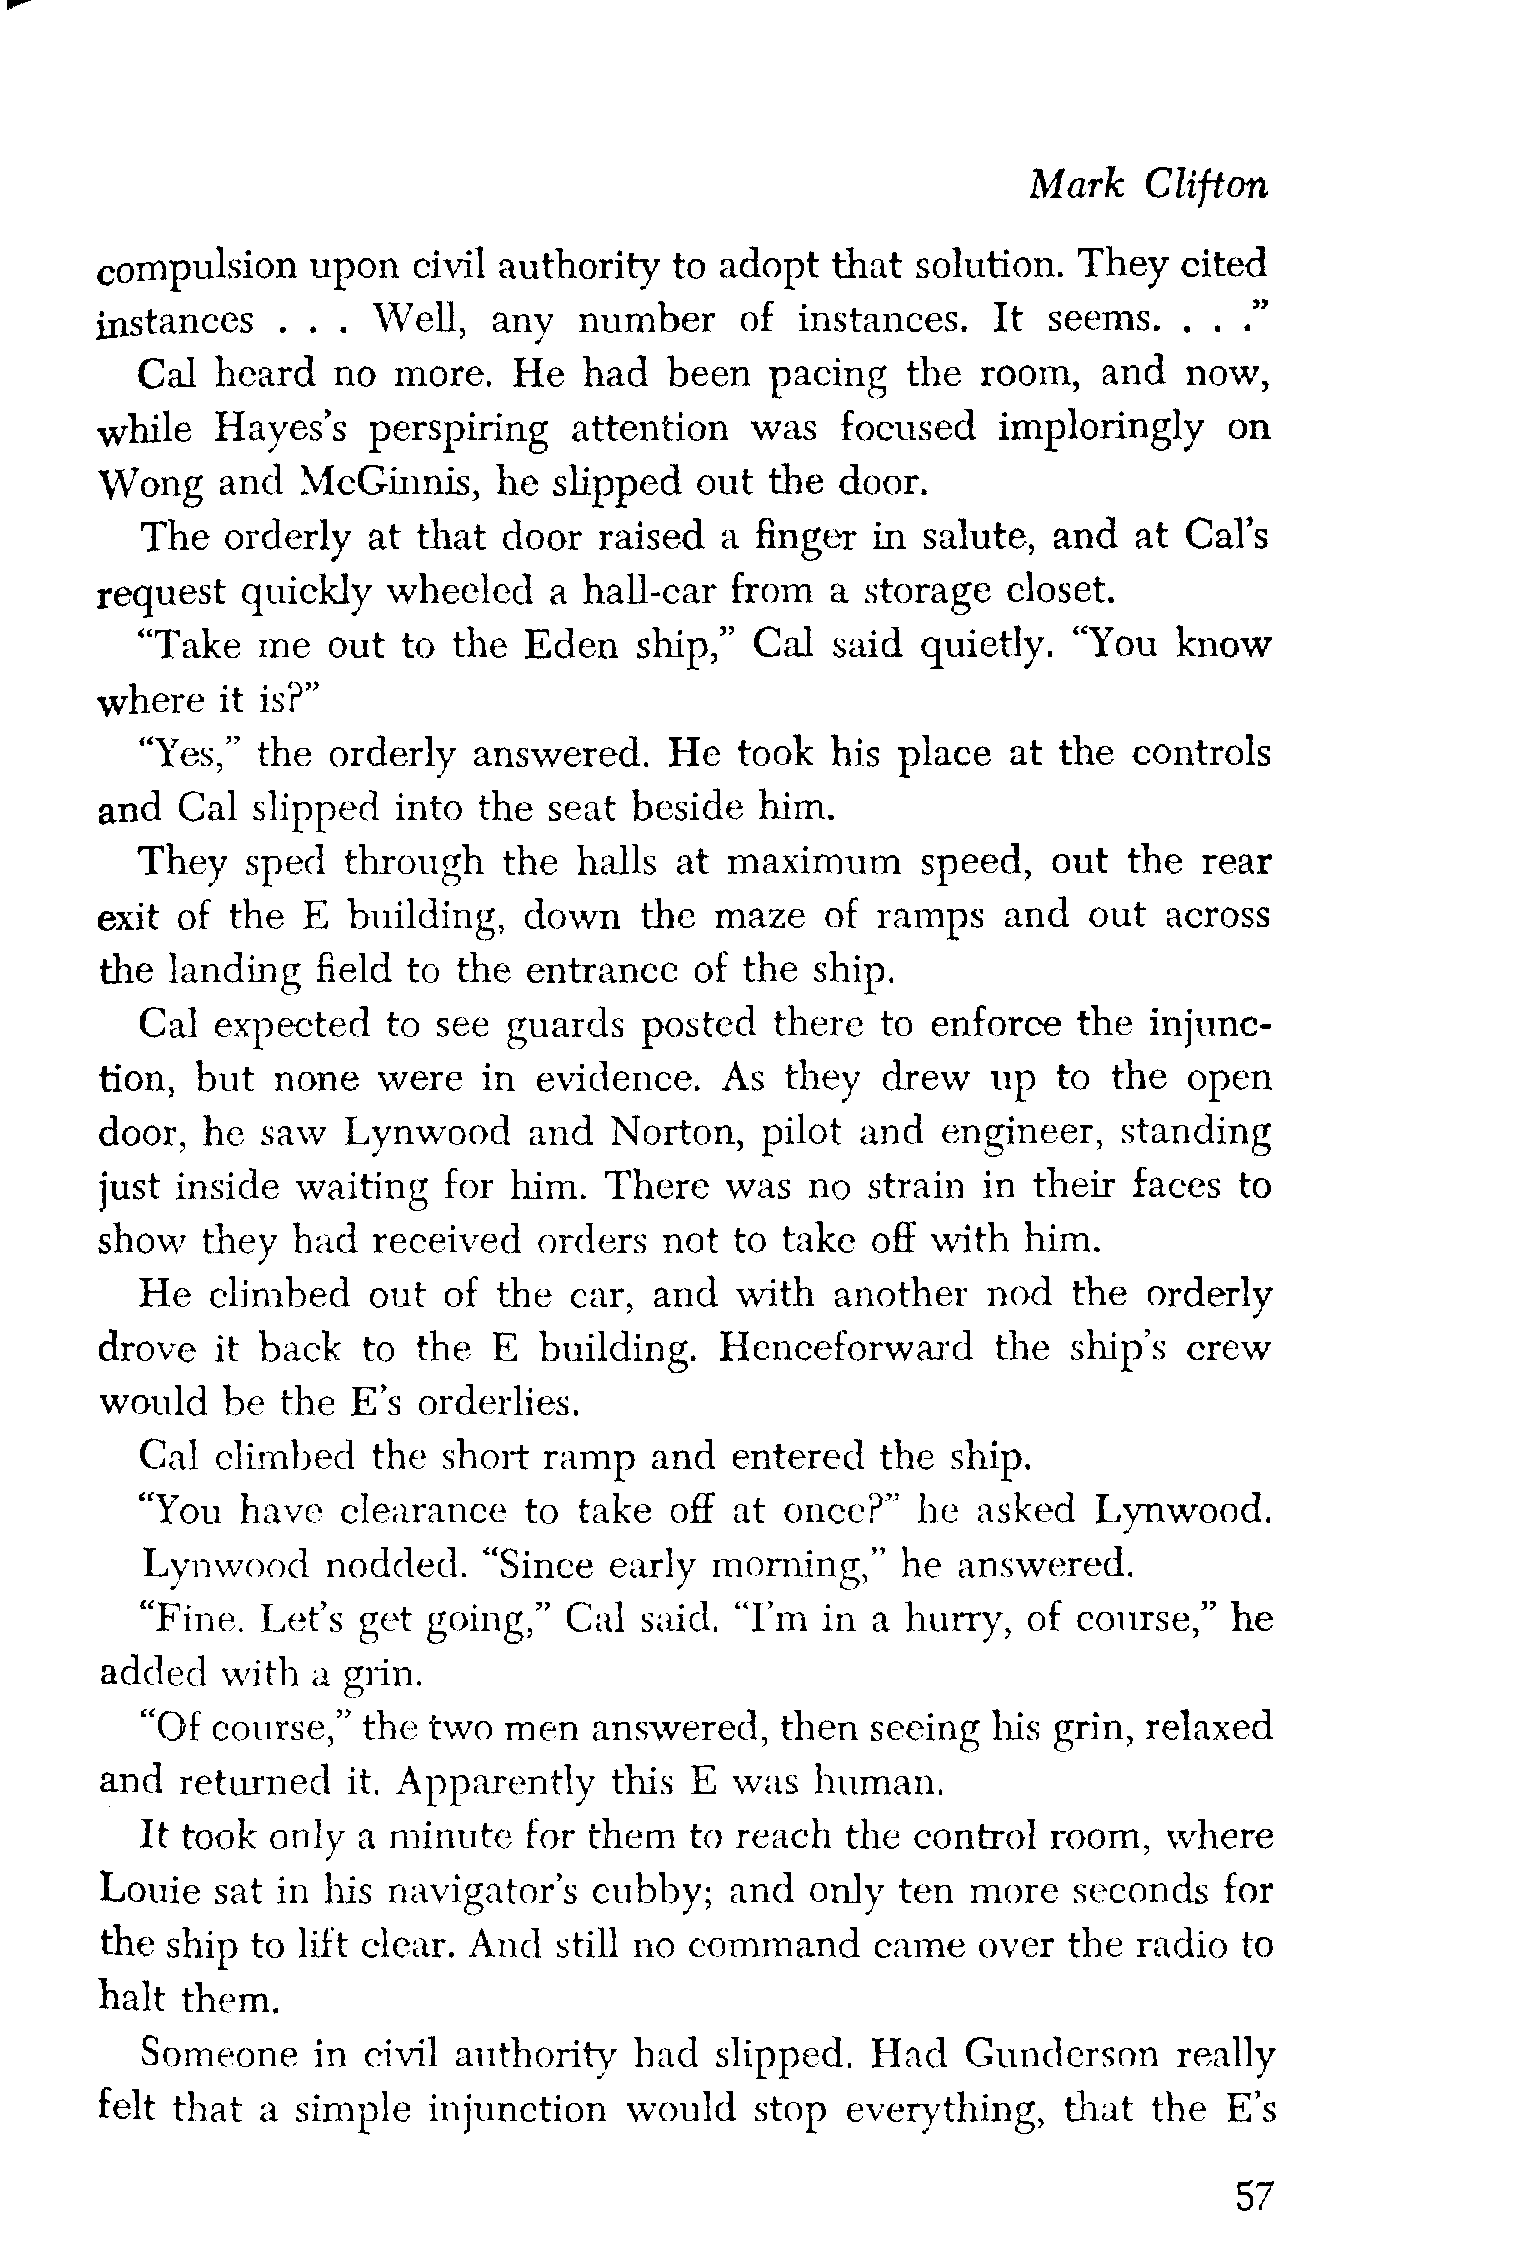 Mark Clifton
compulsion upon civil authority to adopt that solution. They cited
instances . . . Well, any number of instances. It seems. . . .”
Cal heard no more. He had been pacing the room, and now,
while Hayes’s perspiring attention was focused imploringly on
Wong and McGinnis, he slipped out the door.
The orderly at that door raised a finger in salute, and at Cal’s
request quickly wheeled a hall-car from a storage closet.
“Take me out to the Eden ship,” Cal said quietly. “You know
where it is?”
“Yes,” the orderly answered. He took his place at the controls
and Cal slipped into the seat beside him.
They sped through the halls at maximum speed, out the rear
exit of the E building, down the maze of ramps and out across
the landing field to the entrance of the ship.
Cal expected to see guards posted there to enforce the injunc-
tion, but none were in evidence. As they drew up to the open
door, he saw Lynwood and Norton, pilot and engineer, standing
just inside waiting for him. There was no strain in their faces to
show they had received orders not to take off with him.
He climbed out of the car, and with another nod the orderly
drove it back to the E building. Henceforward the ship’s crew
would be the E’s orderlies.
Cal climbed the short ramp and entered the ship.
“You have clearance to take off at once?” he asked Lynwood.
Lynwood nodded. “Since early morning,” he answered.
“Fine. Let’s get going,” Cal said. “I’m in a hurry, of course,” he
added with a grin.
“Of course,” the two men answered, then seeing his grin, relaxed
and returned it. Apparently this E was human.
It took only a minute for them to reach the control room, where
Louie sat in his navigator’s cubby; and only ten more seconds for
the ship to lift clear. And still no command came over the radio to
halt them.
Someone in civil authority had slipped. Had Gunderson really
felt that a simple injunction would stop everything, that the E’s
57